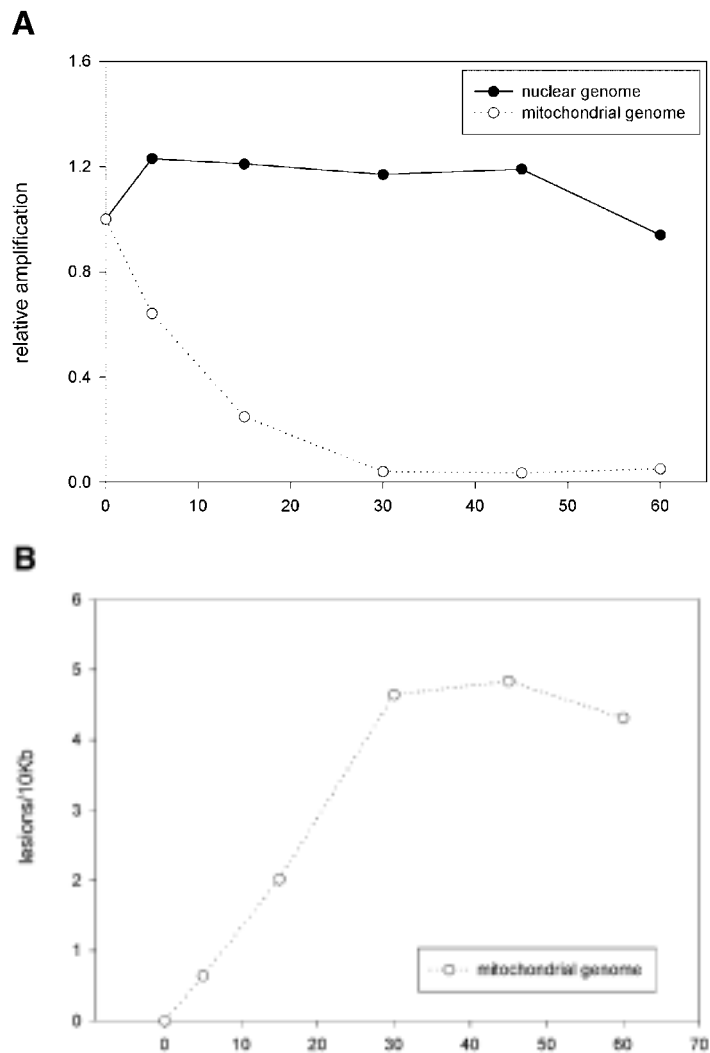 A
1.6
nuclear genome
mitochondrial genome
1.2
relative amplification
0.8
0.4
0.0
0 10 20 30 40 50 60
B
6
5
4
lesions/10Kb
3
2
1
mitochondrial genome
0
0 10 20 30 40 50 60 70